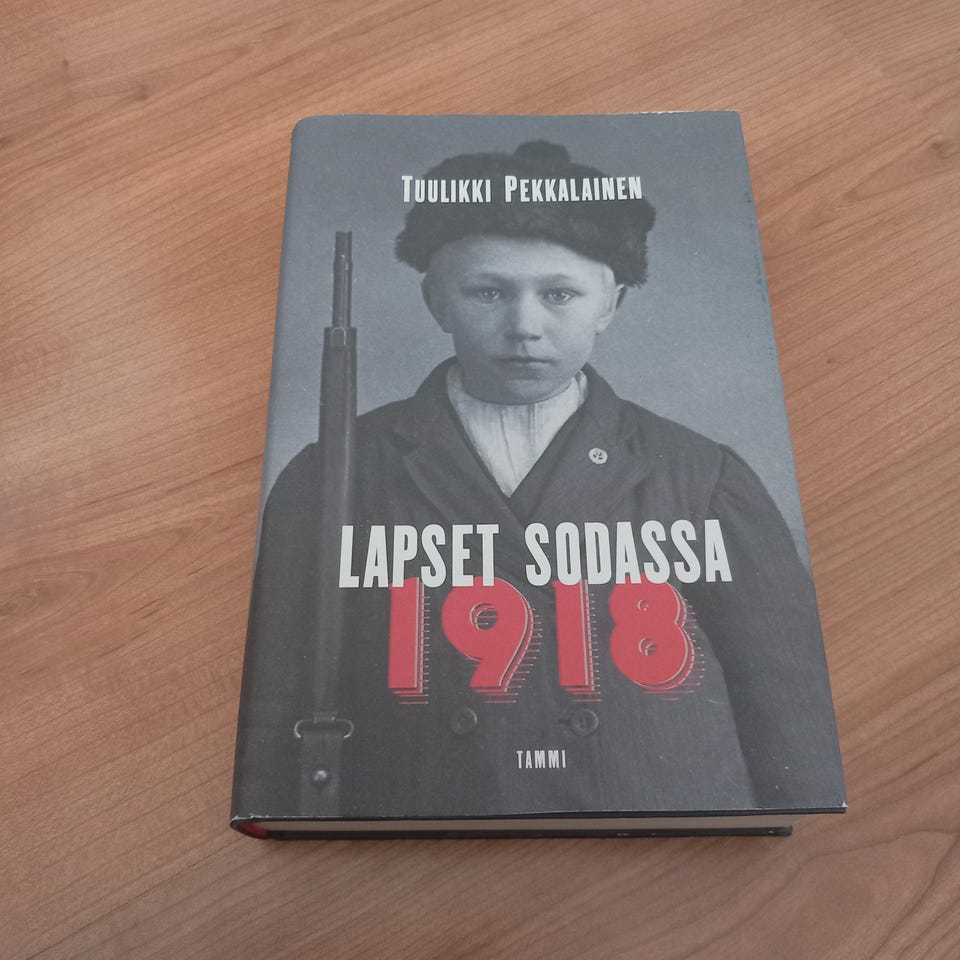 TUULIKKI PEKKALAINEN
LAPSET SODASSA
1918
TAMMI